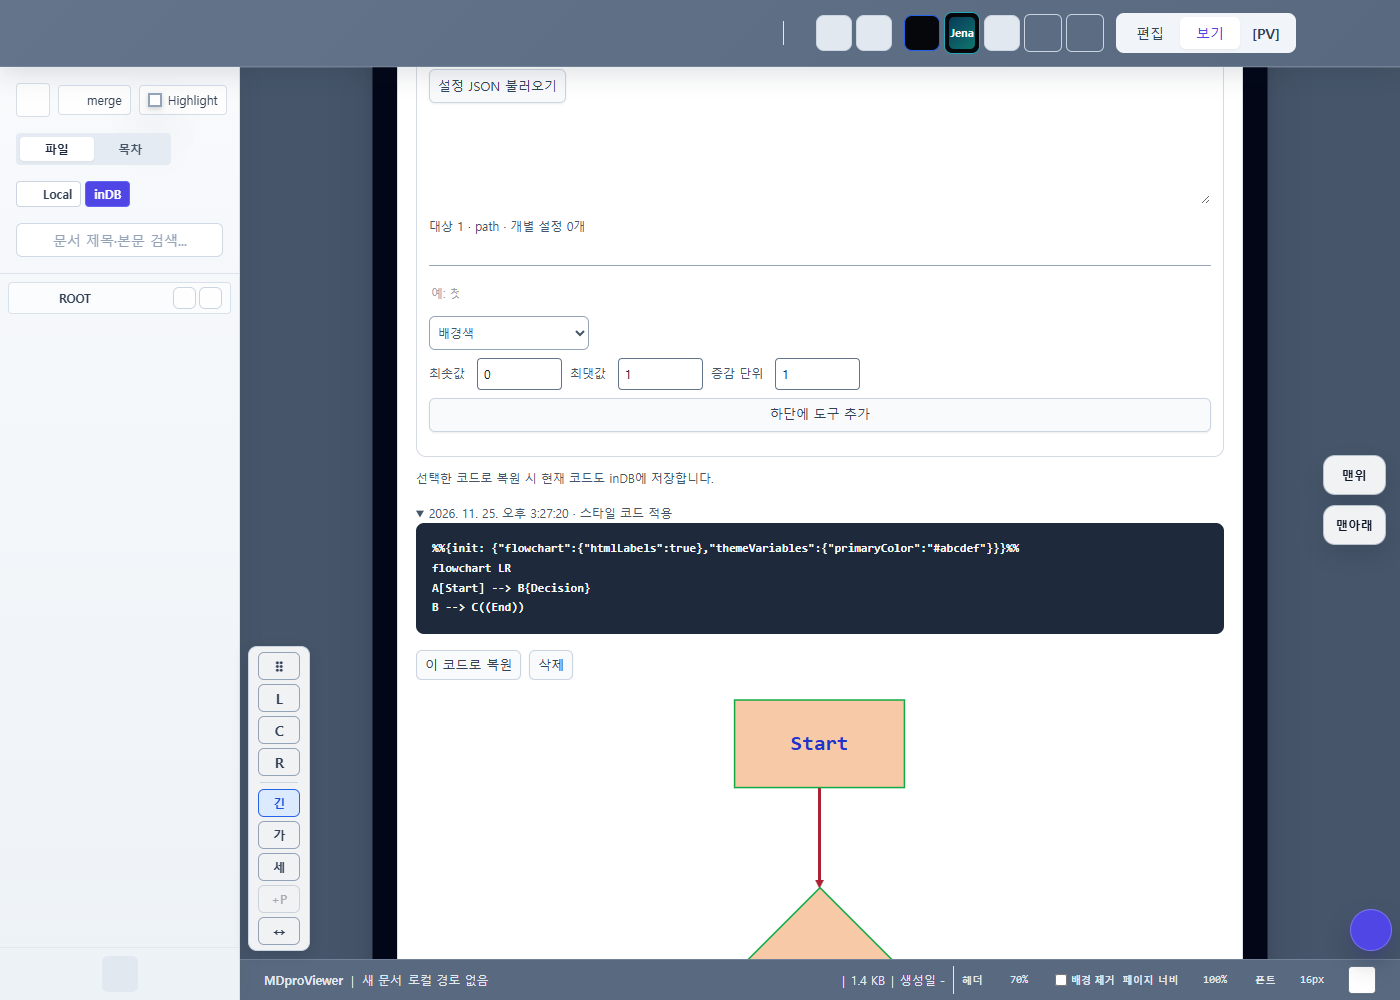 Jena
편집 보기 [PV]
merge
Highlight
파일 목차
Local inDB
문서 제목·본문 검색...
ROOT
설정 JSON 불러오기
대상 1 · path · 개별 설정 0개
예: 첫
배경색
최솟값 0 최댓값 1 증감 단위 1
하단에 도구 추가
선택한 코드로 복원 시 현재 코드도 inDB에 저장합니다.
▼ 2026. 11. 25. 오후 3:27:20 · 스타일 코드 적용
%%{init: {"flowchart":{"htmlLabels":true},"themeVariables":{"primaryColor":"#abcdef"}}}%%
flowchart LR
A[Start] --> B{Decision}
B --> C((End))
이 코드로 복원 삭제
Start
맨위
맨아래
L
C
R
긴
가
세
+P
↔
MDproViewer | 새 문서 로컬 경로 없음
| 1.4 KB | 생성일 -
헤더 70% 배경 제거 페이지 너비 100% 폰트 16px